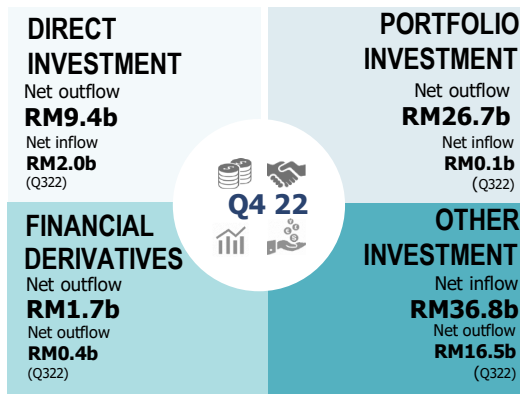 DIRECT
INVESTMENT
Net outflow
RM9.4b
Net inflow
RM2.0b
(Q322)
PORTFOLIO
INVESTMENT
Net outflow
RM26.7b
Net inflow
RM0.1b
(Q322)
Q4 22
FINANCIAL
DERIVATIVES
Net outflow
RM1.7b
Net outflow
RM0.4b
(Q322)
OTHER
INVESTMENT
Net inflow
RM36.8b
Net outflow
RM16.5b
(Q322)